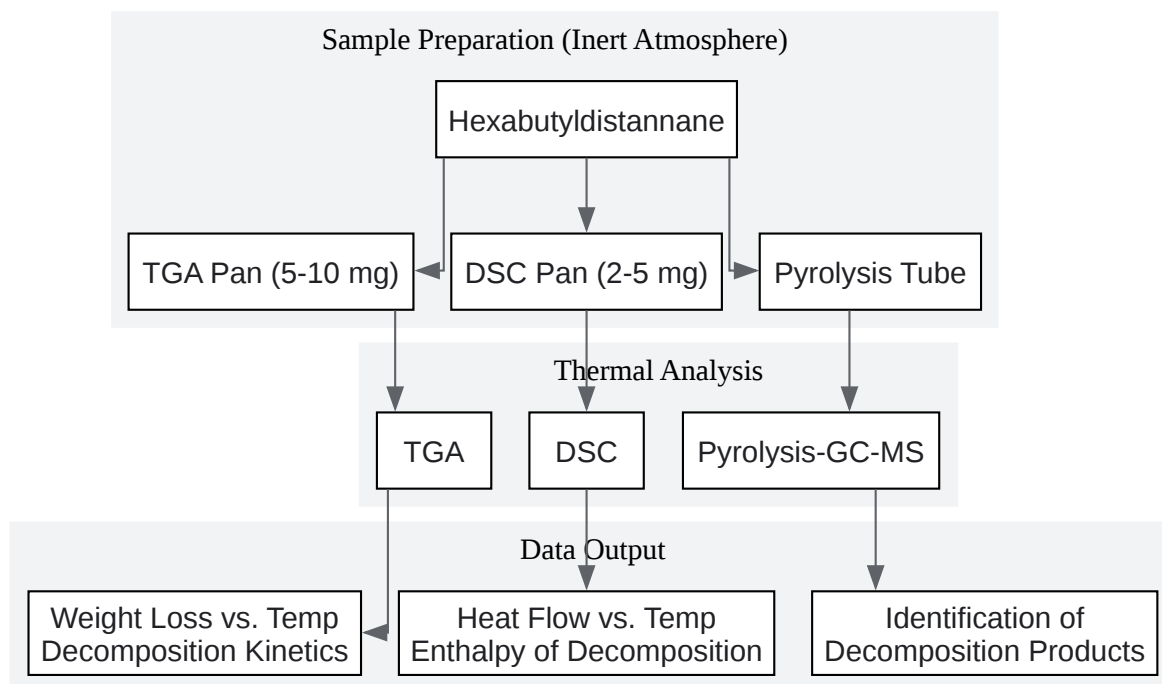 Sample Preparation (Inert Atmosphere)
Hexabutyldistannane
TGA Pan (5-10 mg)
DSC Pan (2-5 mg)
Pyrolysis Tube
Thermal Analysis
TGA
DSC
Pyrolysis-GC-MS
Data Output
Weight Loss vs. Temp
Decomposition Kinetics
Heat Flow vs. Temp
Enthalpy of Decomposition
Identification of
Decomposition Products